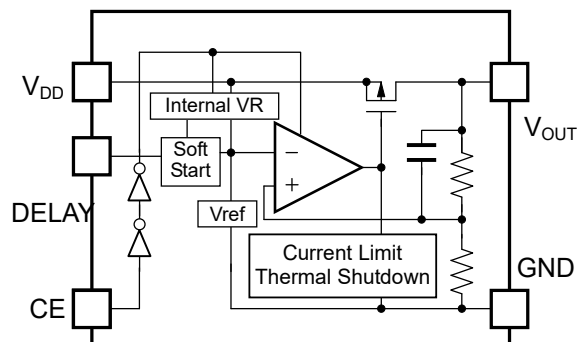 V_DD
Internal VR
V_OUT
Soft
Start
−
+
DELAY
Vref
Current Limit
Thermal Shutdown
GND
CE